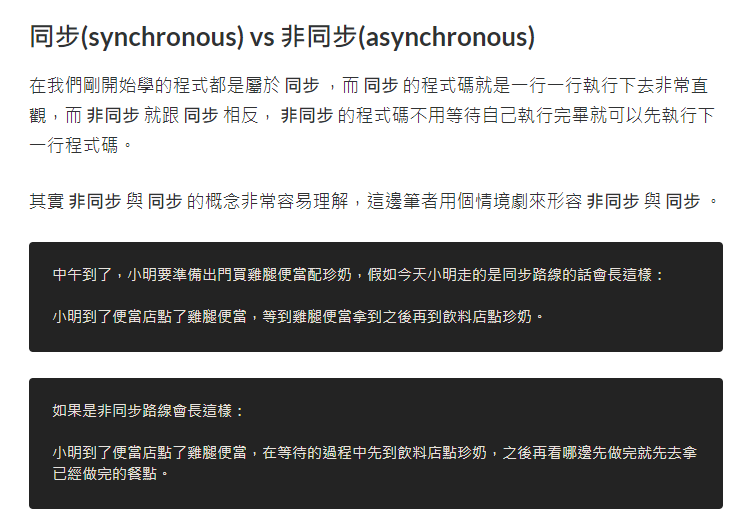 同步(synchronous) vs 非同步(asynchronous)
在我們剛開始學的程式都是屬於 同步 ，而 同步 的程式碼就是一行一行執行下去非常直
觀，而 非同步 就跟 同步 相反， 非同步 的程式碼不用等待自己執行完畢就可以先執行下
一行程式碼。
其實 非同步 與 同步 的概念非常容易理解，這邊筆者用個情境劇來形容 非同步 與 同步 。
中午到了，小明要準備出門買雞腿便當配珍奶，假如今天小明走的是同步路線的話會長這樣：
小明到了便當店點了雞腿便當，等到雞腿便當拿到之後再到飲料店點珍奶。
如果是非同步路線會長這樣：
小明到了便當店點了雞腿便當，在等待的過程中先到飲料店點珍奶，之後再看哪邊先做完就先去拿
已經做完的餐點。